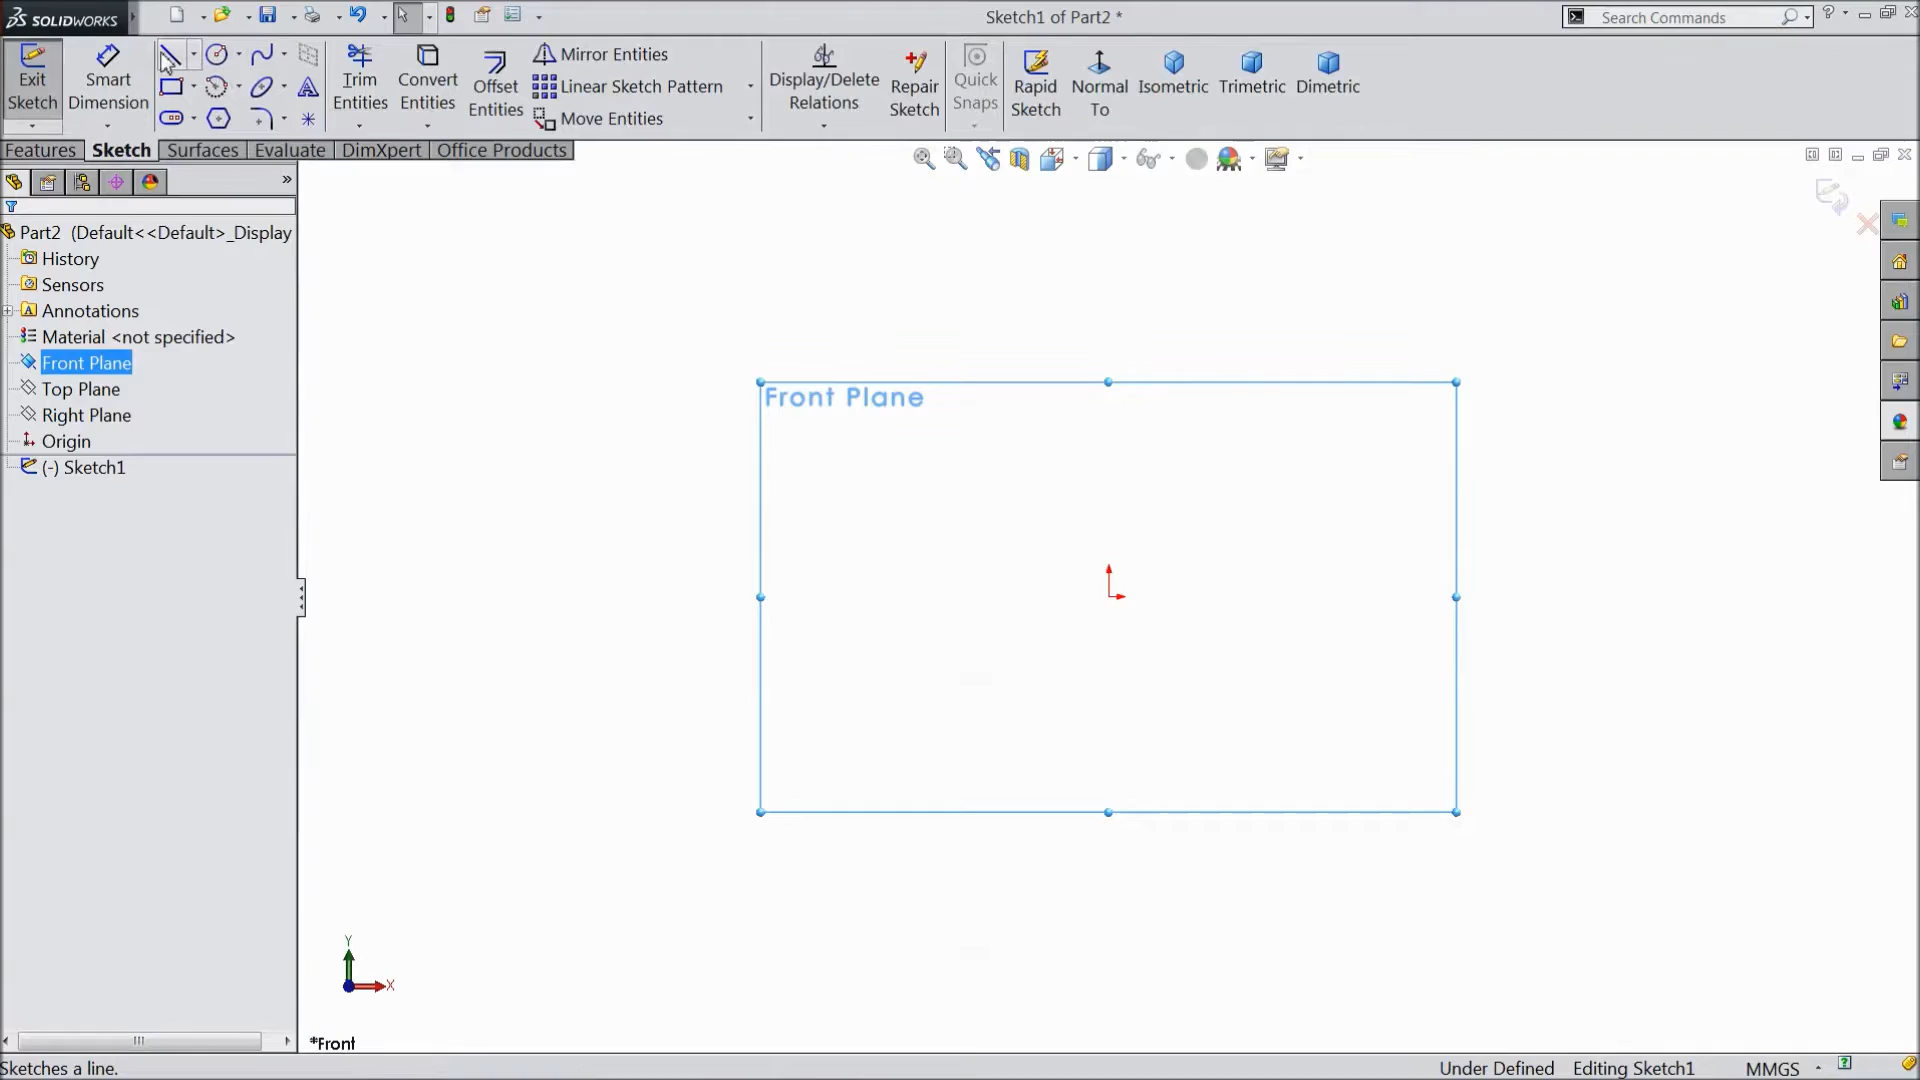 SOLIDWORKS
Sketch1 of Part2 *
Search Commands
Exit Sketch
Smart Dimension
Trim Entities
Convert Entities
Offset Entities
Mirror Entities
Linear Sketch Pattern
Move Entities
Display/Delete Relations
Repair Sketch
Quick Snaps
Rapid Sketch
Normal To
Isometric
Trimetric
Dimetric
Features
Sketch
Surfaces
Evaluate
DimXpert
Office Products
Part2 (Default<<Default>_Display
History
Sensors
Annotations
Material <not specified>
Front Plane
Top Plane
Right Plane
Origin
(-) Sketch1
Front Plane
Y
X
*Front
Sketches a line.
Under Defined
Editing Sketch1
MMGS